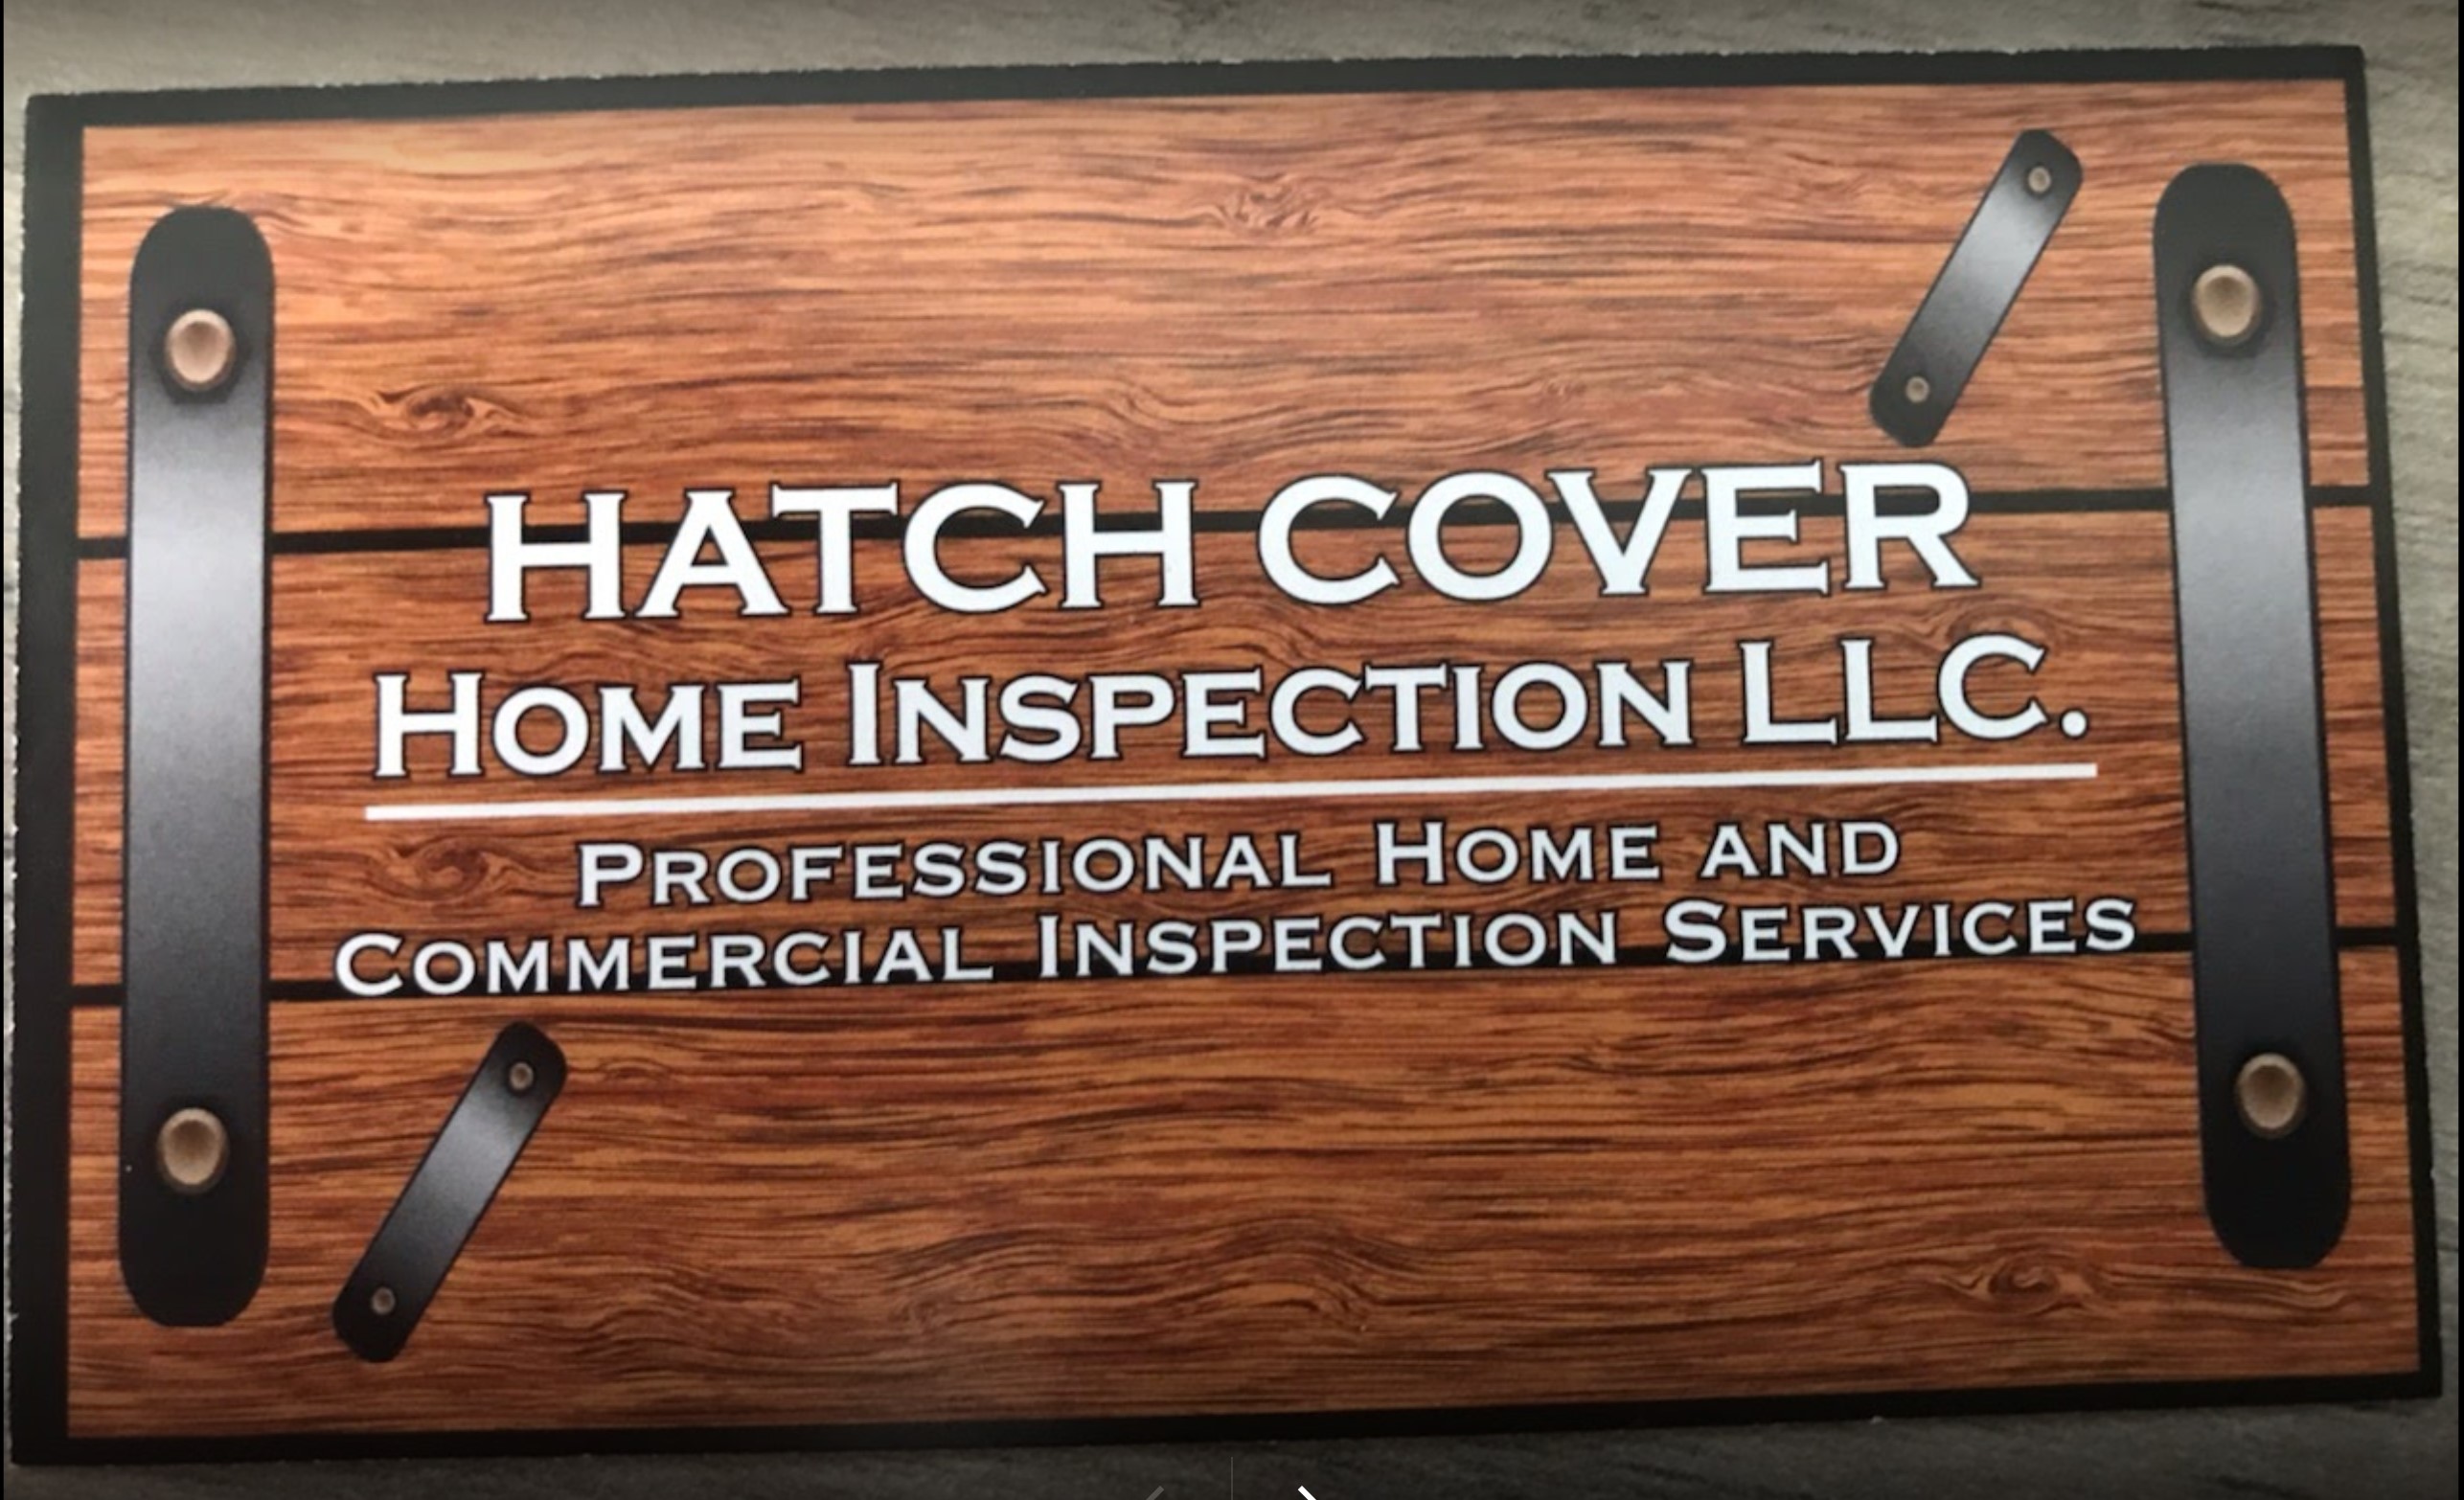 HATCH COVER
HOME INSPECTION LLC.
PROFESSIONAL HOME AND
COMMERCIAL INSPECTION SERVICES